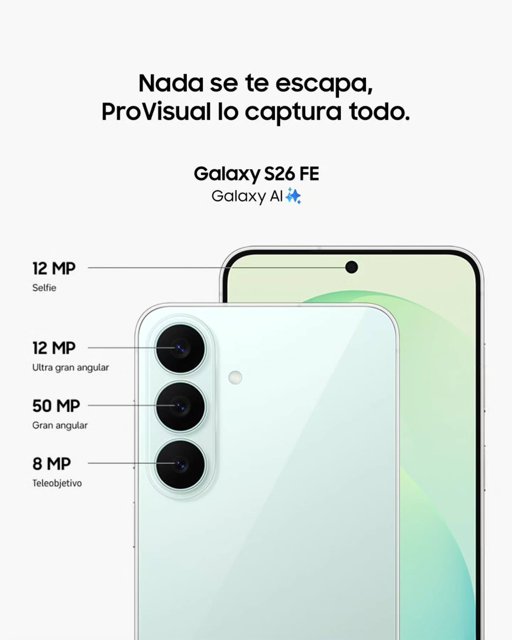 Nada se te escapa,
ProVisual lo captura todo.
Galaxy S26 FE
Galaxy AI
12 MP
Selfie
12 MP
Ultra gran angular
50 MP
Gran angular
8 MP
Teleobjetivo